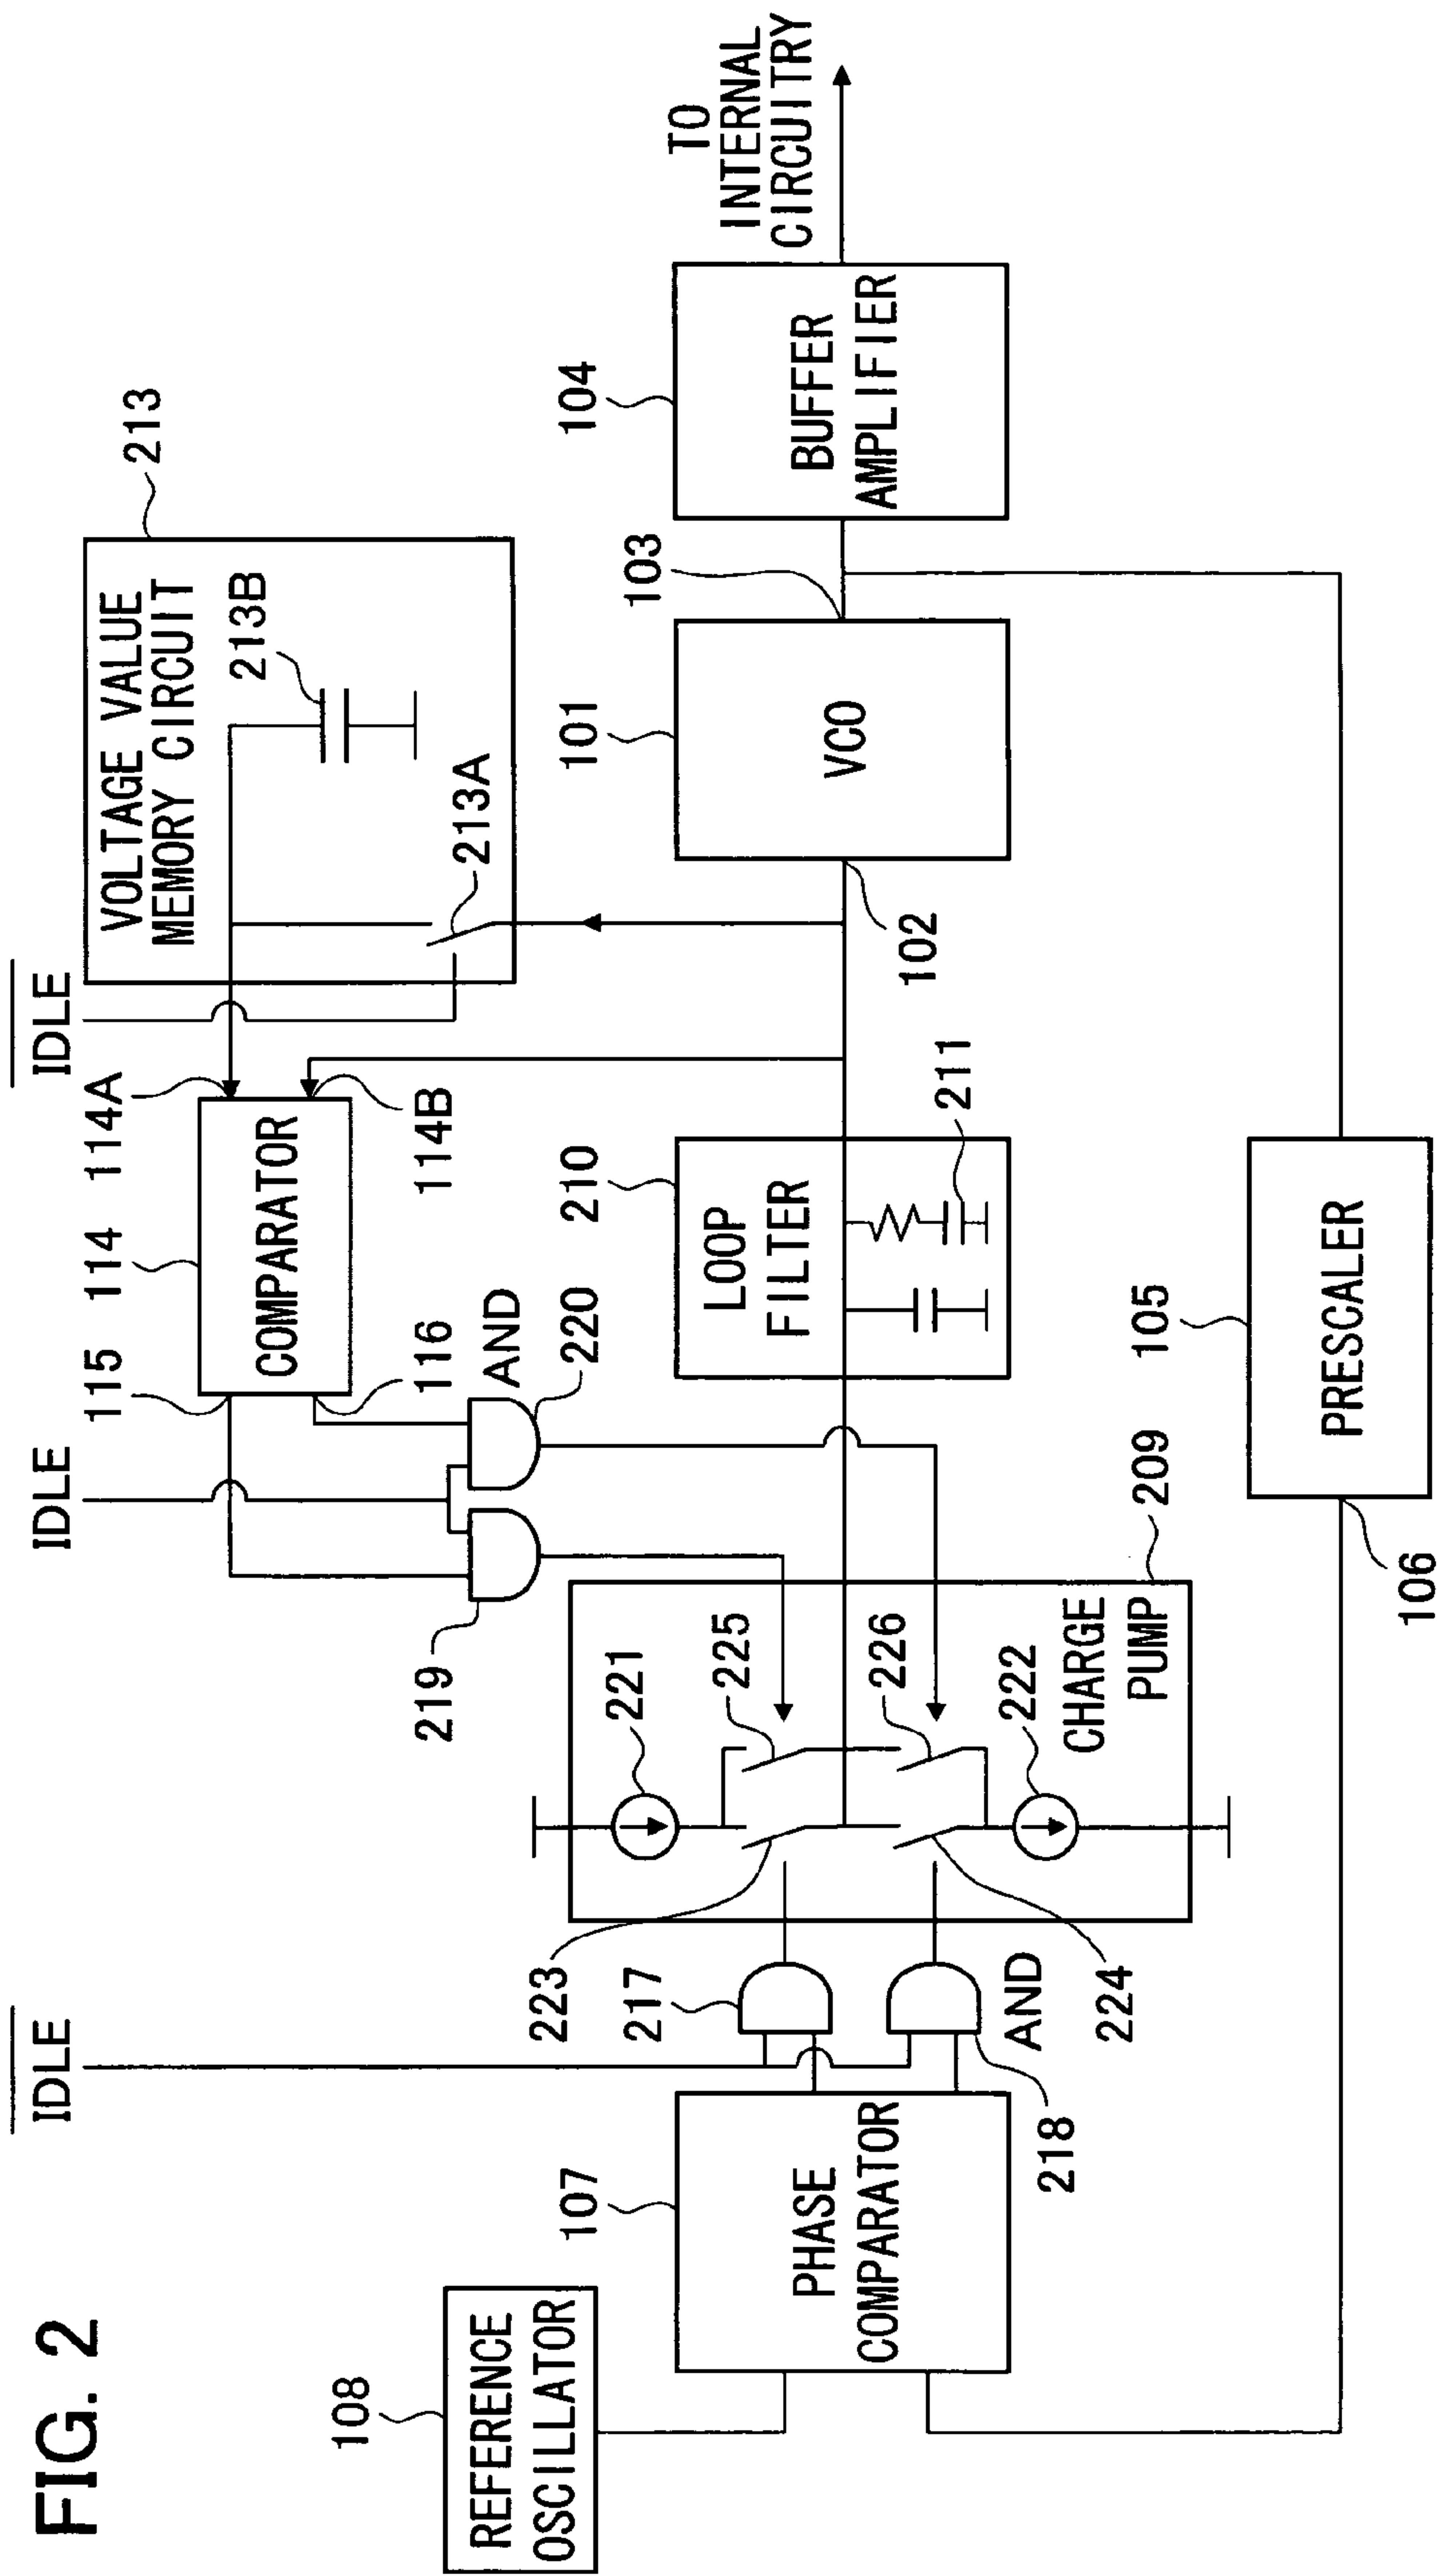 FIG. 2
IDLE
IDLE
IDLE
VOLTAGE VALUE
MEMORY CIRCUIT
213
213B
213A
115
114
114A
COMPARATOR
114B
116
AND
220
219
108
REFERENCE
OSCILLATOR
107
PHASE
COMPARATOR
217
218
AND
223
224
221
225
226
222
CHARGE
PUMP
209
210
LOOP
FILTER
211
102
101
VCO
103
104
BUFFER
AMPLIFIER
TO
INTERNAL
CIRCUITRY
105
PRESCALER
106